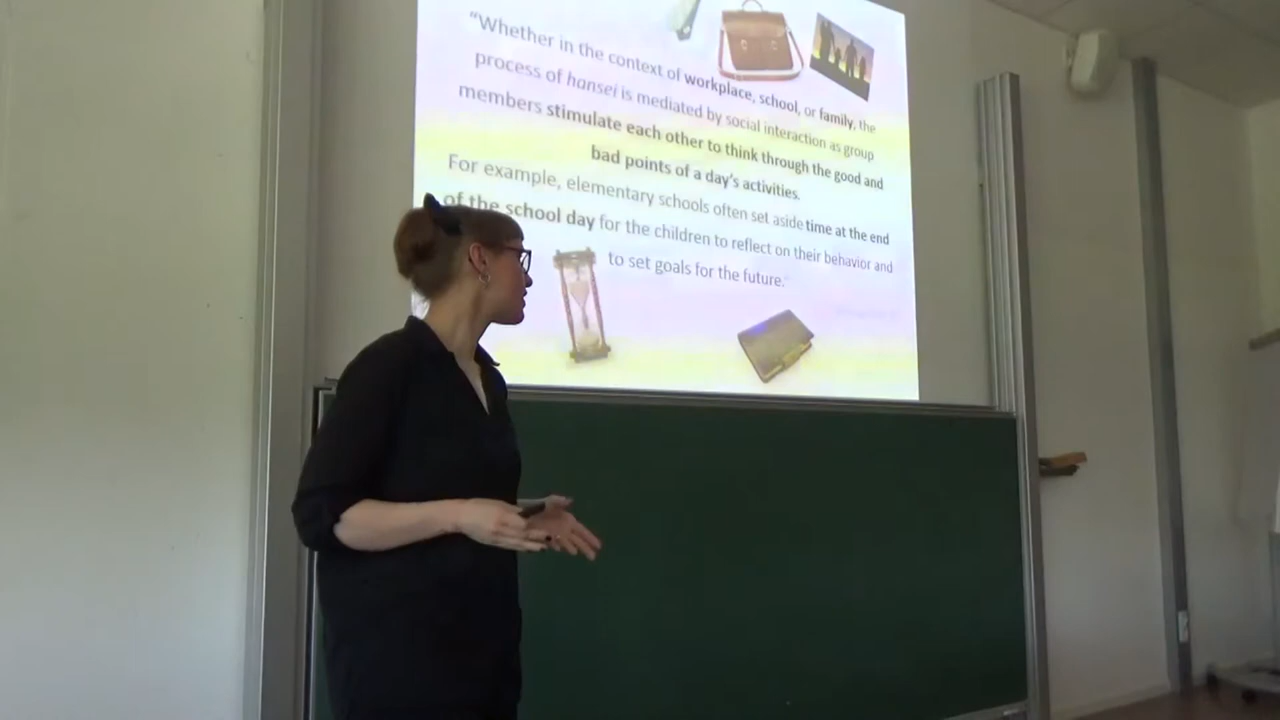 “Whether in the context of workplace, school, or family, the
process of hansei is mediated by social interaction as group
members stimulate each other to think through the good and
bad points of a day's activities.
For example, elementary schools often set aside time at the end
of the school day for the children to reflect on their behavior and
to set goals for the future.”